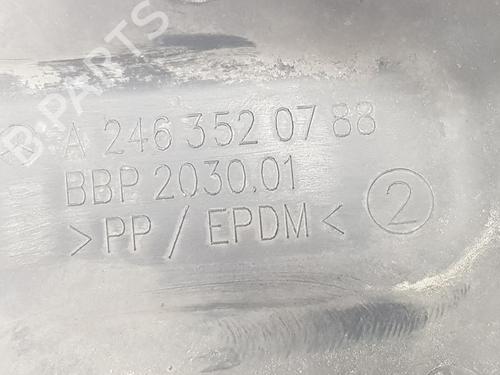 B-PARTS
A 246 352 07 88
BBP 2030.01
>PP / EPDM< 2